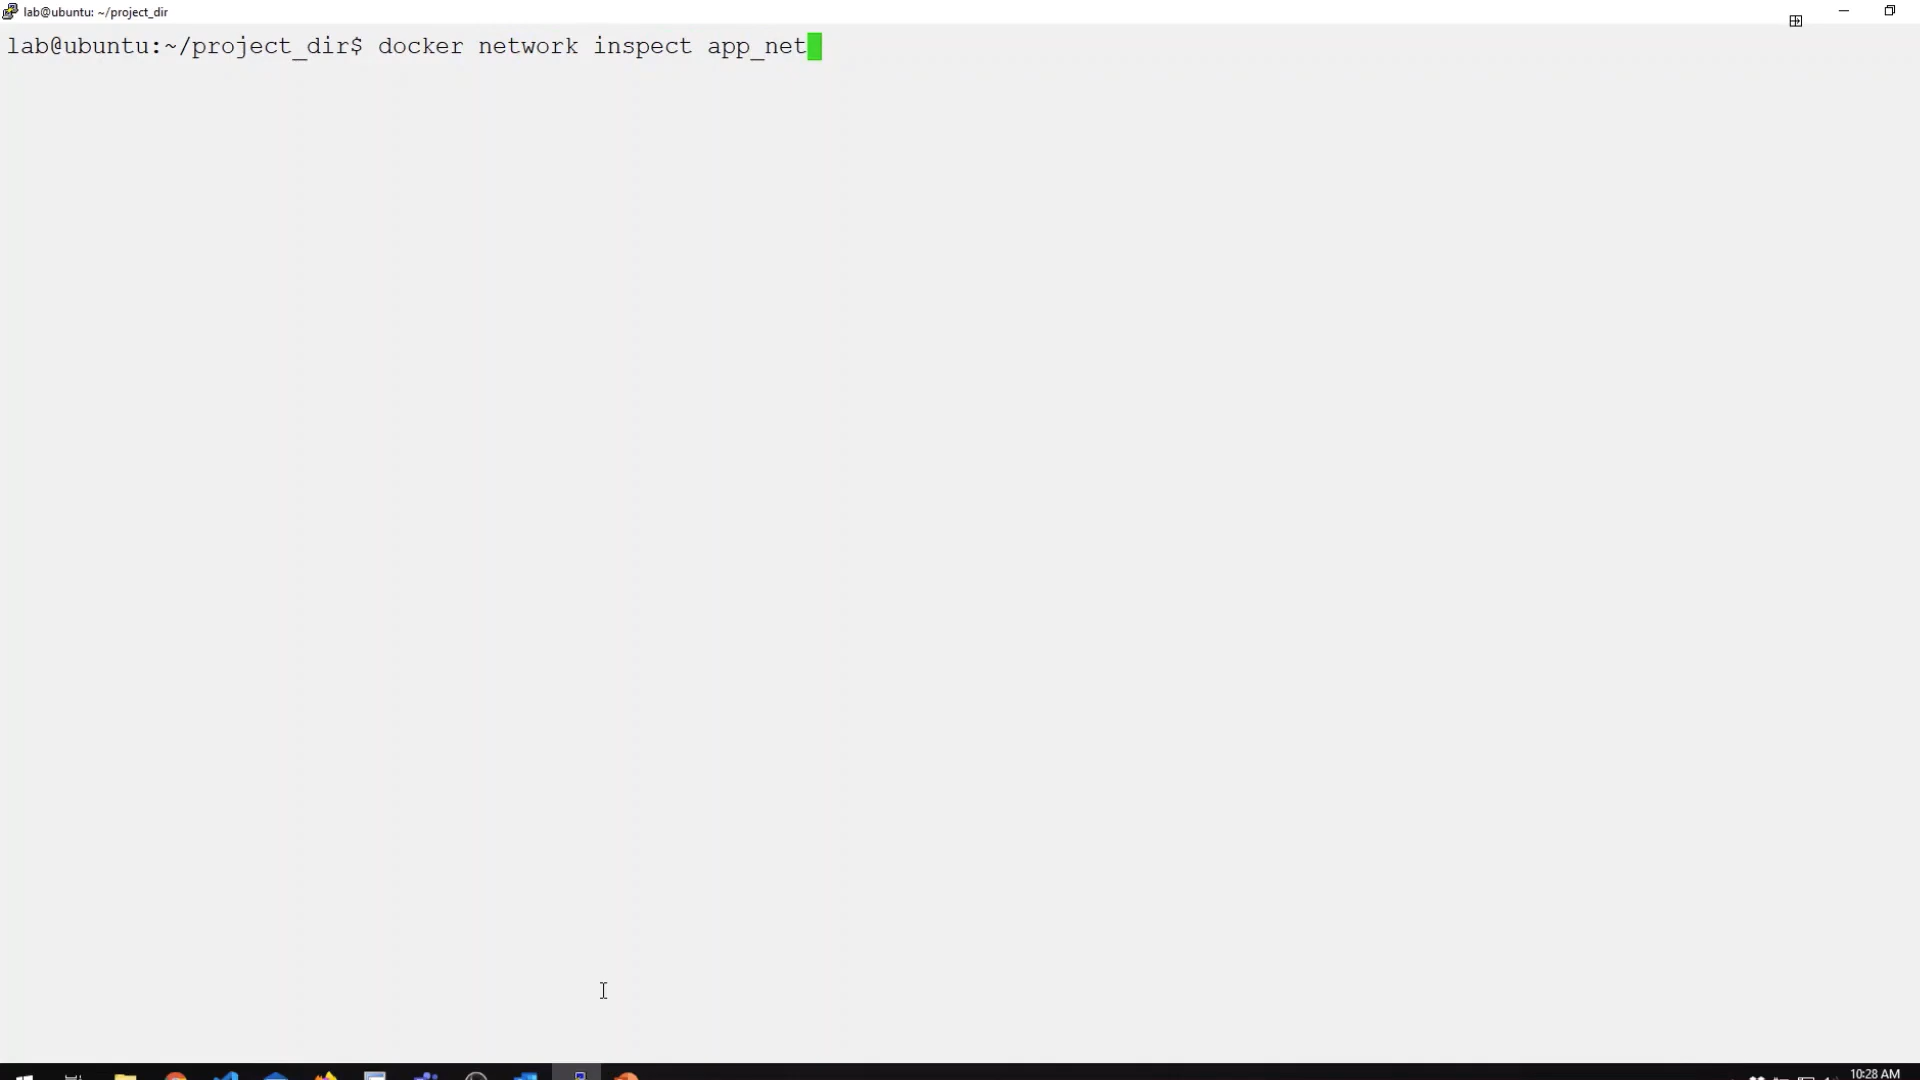 lab@ubuntu: ~/project_dir
lab@ubuntu:~/project_dir$ docker network inspect app_net
10:28 AM